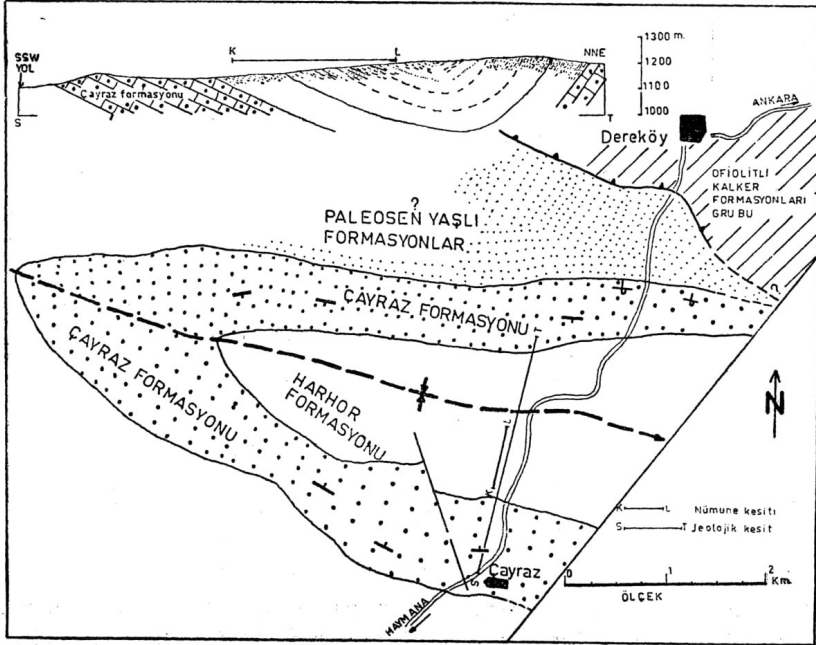 K
L
SSW
YOL
NNE
1300 m.
1200
1100
1000
Çayraz formasyonu
S
T
ANKARA
Dereköy
OFİOLİTLİ
KALKER
FORMASYONLARI
GRUBU
?
PALEOSEN YAŞLI
FORMASYONLAR
?
ÇAYRAZ FORMASYONU
T
ÇAYRAZ FORMASYONU
HARHOR
FORMASYONU
L
K
N
K L Nümune kesiti
S T Jeolojik kesit
S
Çayraz
HAYMANA
0 1 2
Km.
ÖLÇEK